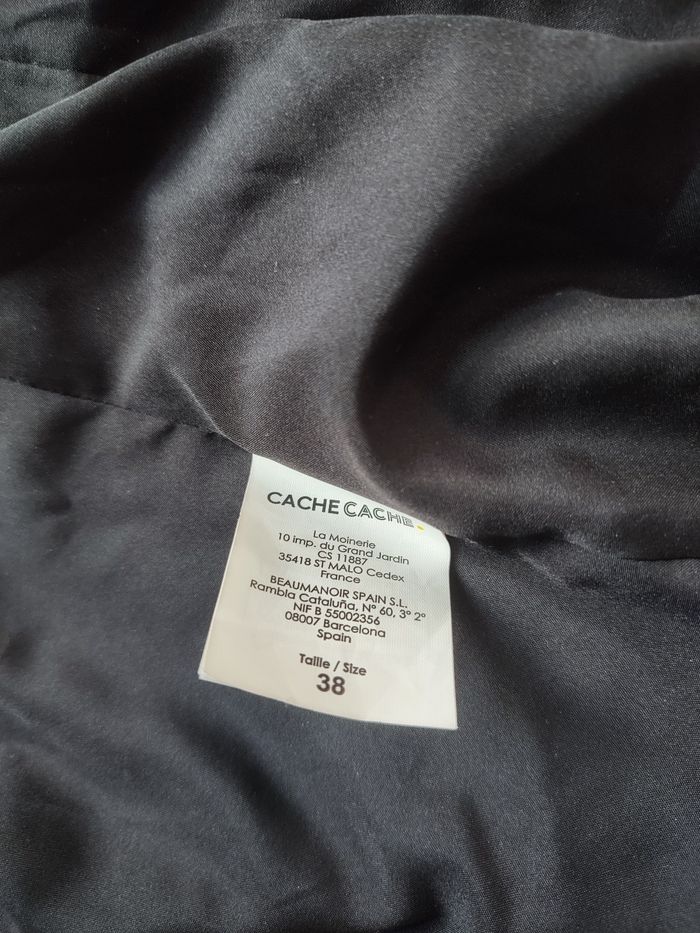 CACHE CACHE.
La Moinerie
10 imp. du Grand Jardin
CS 11887
35418 ST MALO Cedex
France
BEAUMANOIR SPAIN S.L.
Rambla Cataluña, Nº 60, 3º 2º
NIF B 55002356
08007 Barcelona
Spain
Taille / Size
38